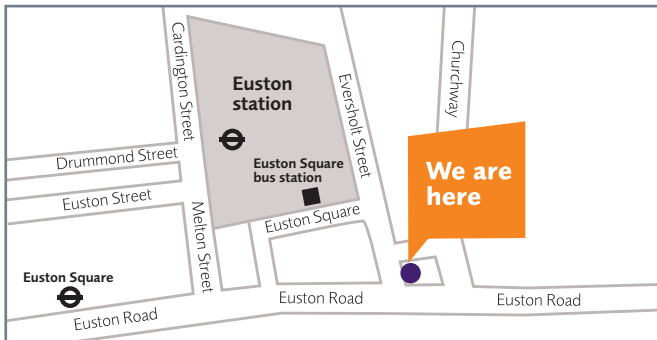 Cardington Street
Euston
station
Eversholt Street
Churchway
Drummond Street
Euston Square
bus station
We are
here
Euston Street
Melton Street
Euston Square
Euston Square
Euston Road
Euston Road
Euston Road